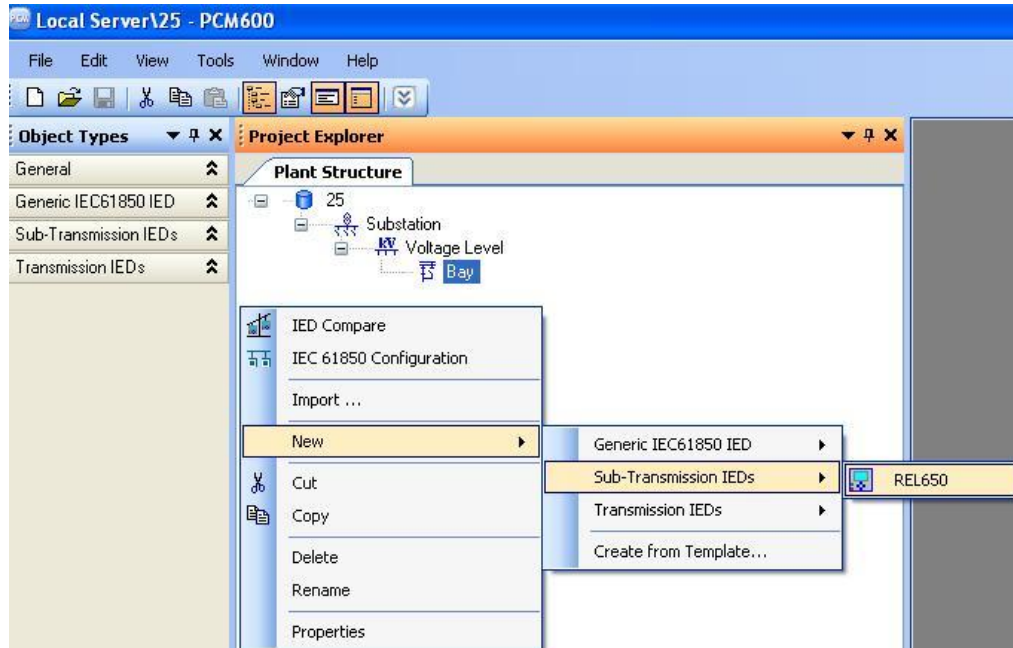 Local Server\25 - PCM600
File Edit View Tools Window Help
Object Types
Project Explorer
General
Plant Structure
Generic IEC61850 IED
25
Sub-Transmission IEDs
Substation
Transmission IEDs
Voltage Level
Bay
IED Compare
IEC 61850 Configuration
Import ...
New
Generic IEC61850 IED
Cut
Sub-Transmission IEDs
REL650
Copy
Transmission IEDs
Delete
Create from Template...
Rename
Properties